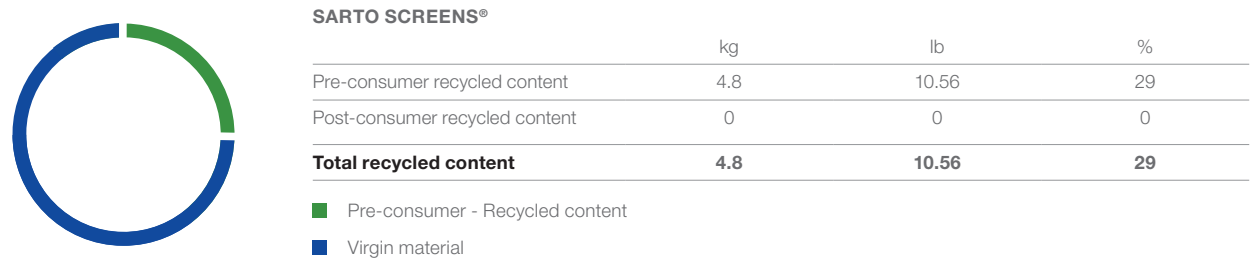 SARTO SCREENS®
kg lb %
Pre-consumer recycled content 4.8 10.56 29
Post-consumer recycled content 0 0 0
Total recycled content 4.8 10.56 29
Pre-consumer - Recycled content
Virgin material